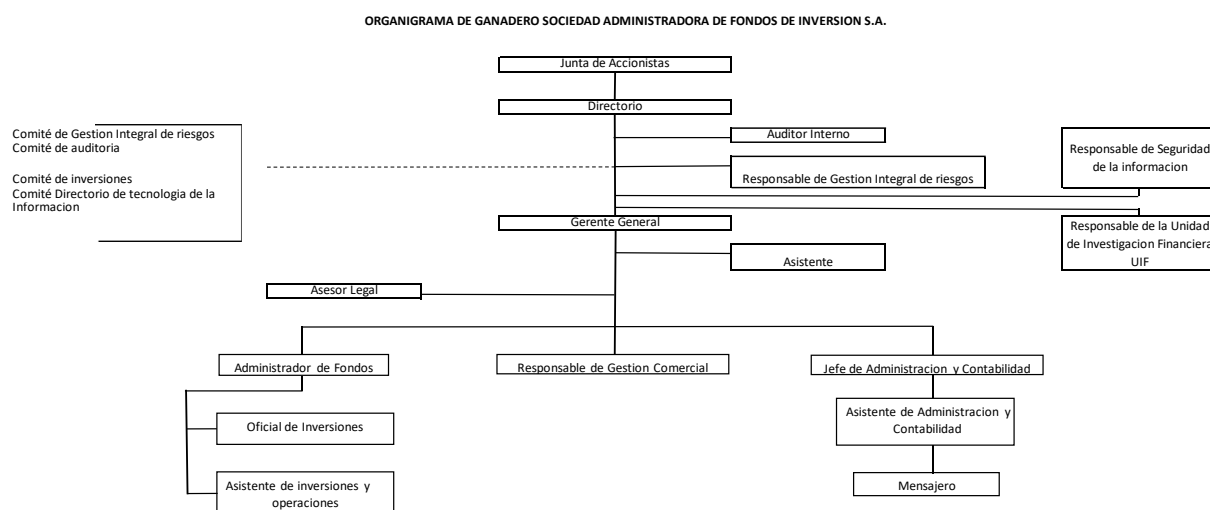 ORGANIGRAMA DE GANADERO SOCIEDAD ADMINISTRADORA DE FONDOS DE INVERSION S.A.
Junta de Accionistas
Directorio
Comité de Gestion Integral de riesgos
Comité de auditoria
Comité de inversiones
Comité Directorio de tecnologia de la
Informacion
Auditor Interno
Responsable de Gestion Integral de riesgos
Responsable de Seguridad
de la informacion
Gerente General
Responsable de la Unidad
de Investigacion Financiera
UIF
Asistente
Asesor Legal
Administrador de Fondos
Responsable de Gestion Comercial
Jefe de Administracion y Contabilidad
Oficial de Inversiones
Asistente de Administracion y
Contabilidad
Asistente de inversiones y
operaciones
Mensajero